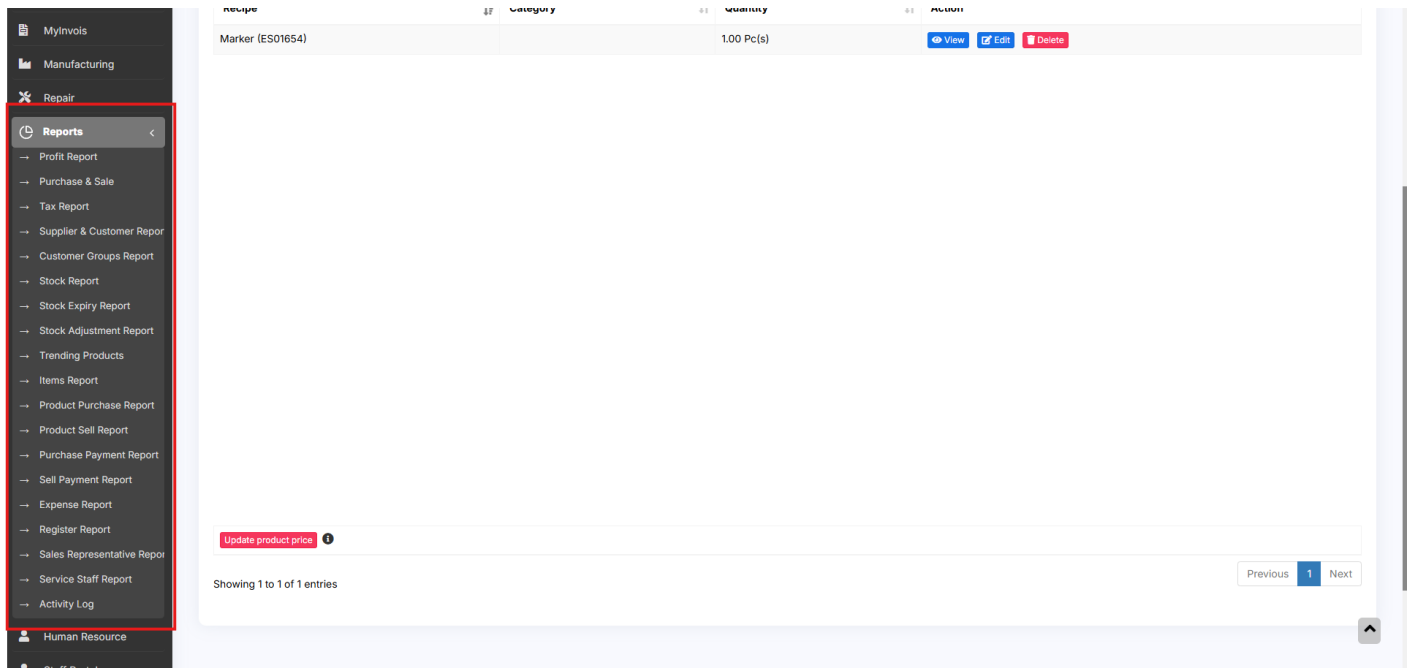 MyInvois
Manufacturing
Repair
Reports
Profit Report
Purchase & Sale
Tax Report
Supplier & Customer Repor
Customer Groups Report
Stock Report
Stock Expiry Report
Stock Adjustment Report
Trending Products
Items Report
Product Purchase Report
Product Sell Report
Purchase Payment Report
Sell Payment Report
Expense Report
Register Report
Sales Representative Repor
Service Staff Report
Activity Log
Human Resource
Recipe Category Quantity Action
Marker (ES01654) 1.00 Pc(s) View Edit Delete
Update product price
Showing 1 to 1 of 1 entries
Previous 1 Next